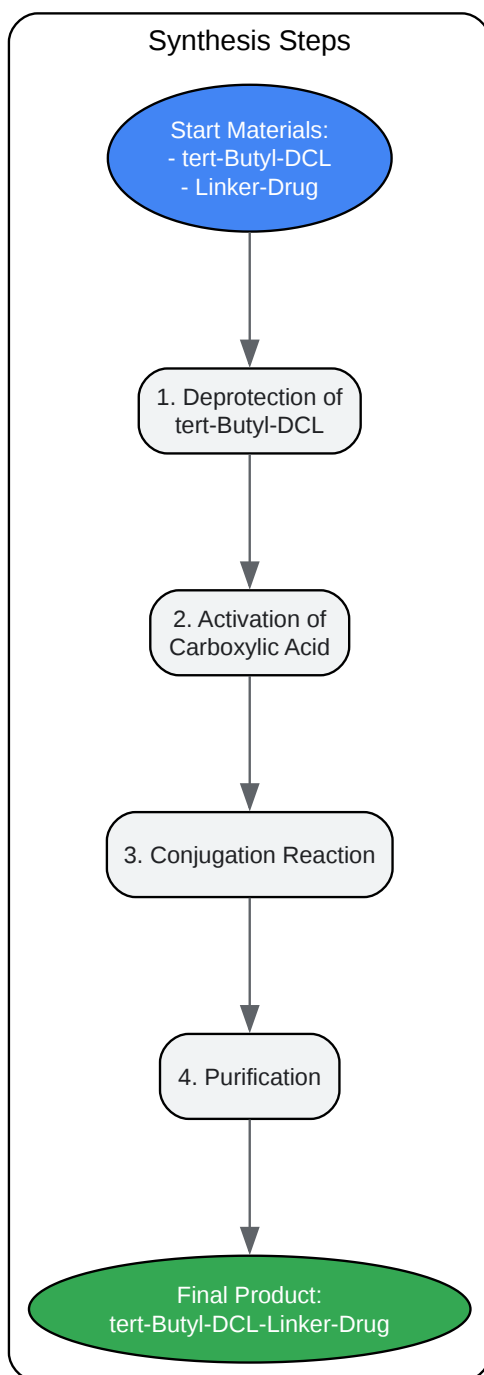 Synthesis Steps
Start Materials:
- tert-Butyl-DCL
- Linker-Drug
1. Deprotection of
tert-Butyl-DCL
2. Activation of
Carboxylic Acid
3. Conjugation Reaction
4. Purification
Final Product:
tert-Butyl-DCL-Linker-Drug